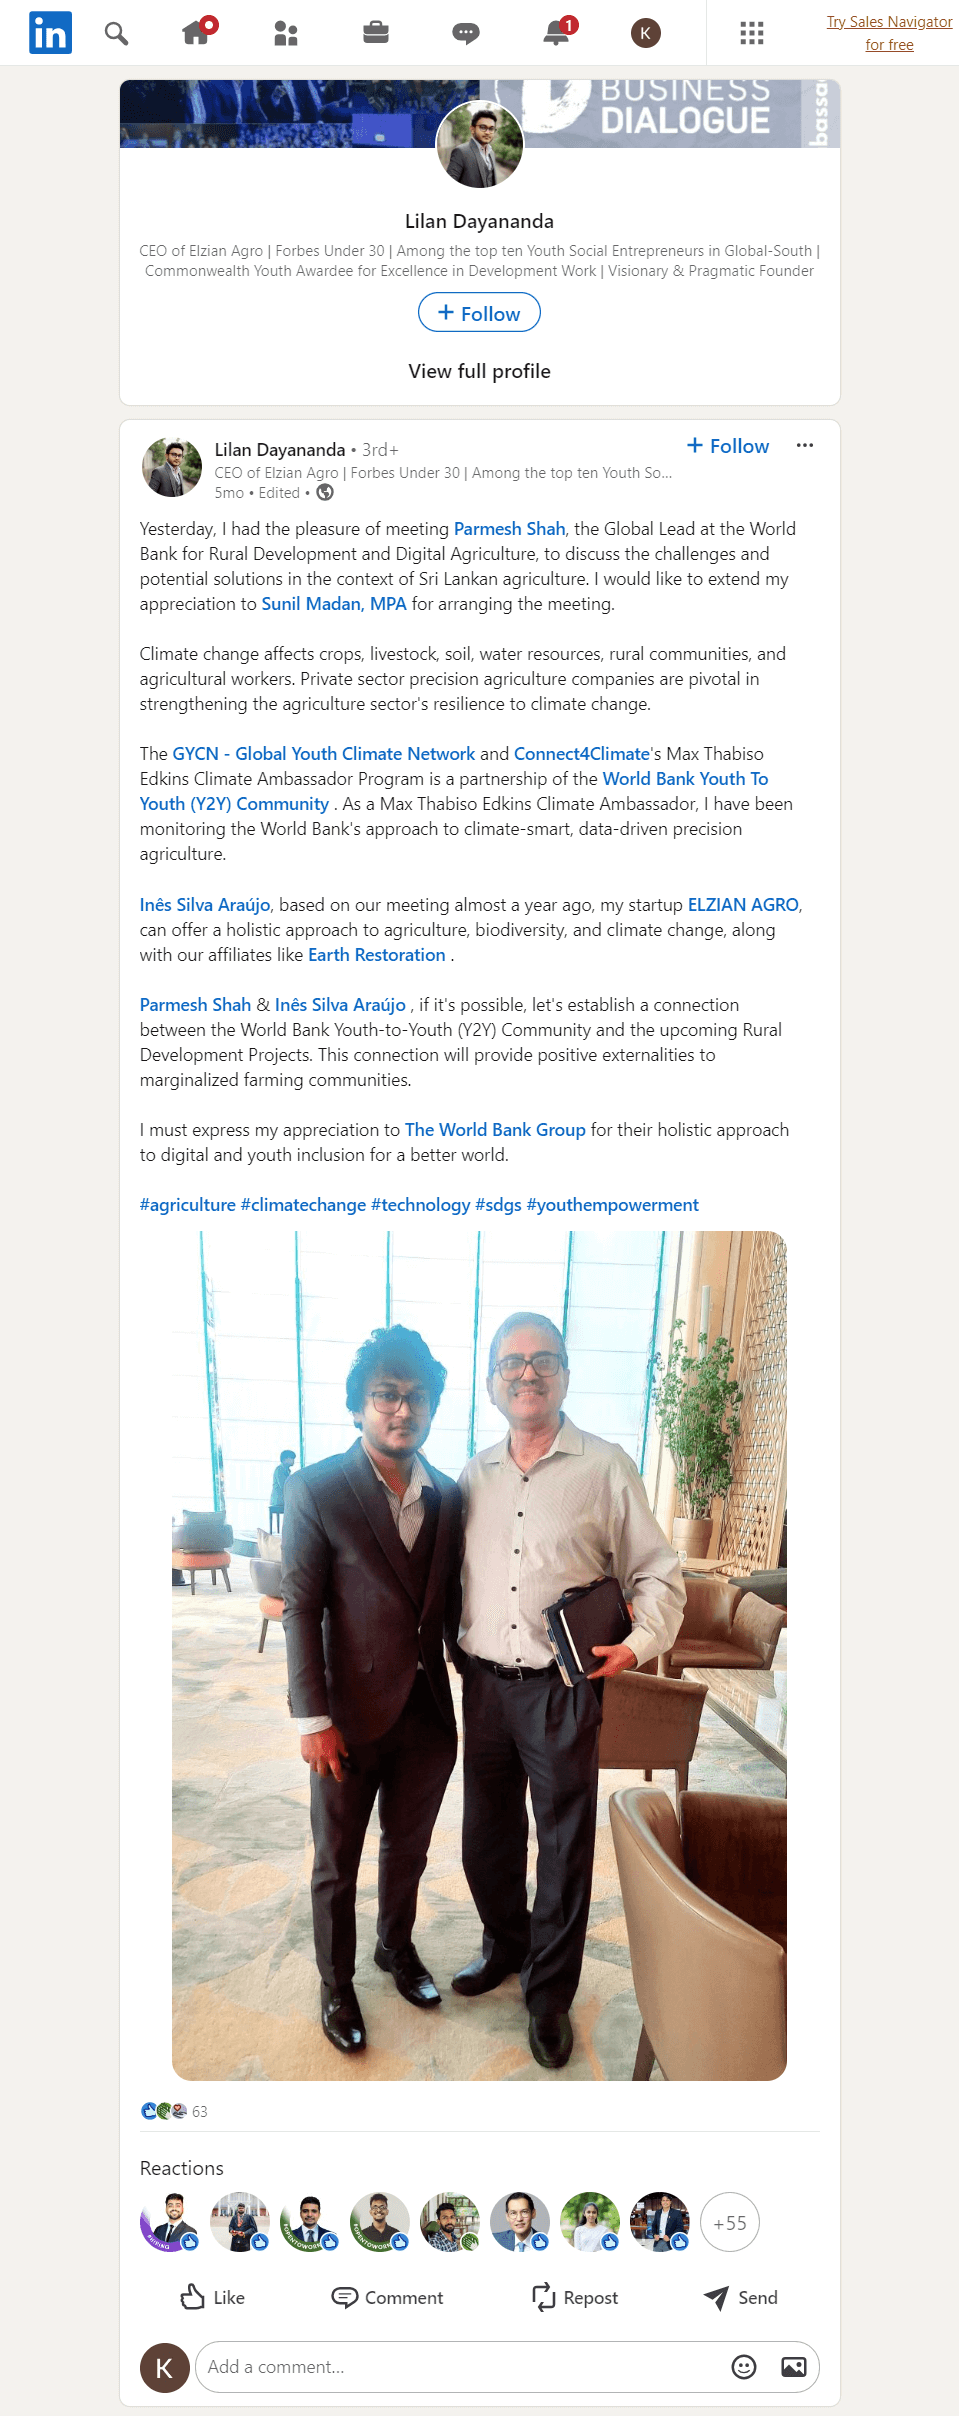 in
1
K
Try Sales Navigator
for free
BUSINESS
DIALOGUE
bassa
Lilan Dayananda
CEO of Elzian Agro | Forbes Under 30 | Among the top ten Youth Social Entrepreneurs in Global-South |
Commonwealth Youth Awardee for Excellence in Development Work | Visionary & Pragmatic Founder
+ Follow
View full profile
Lilan Dayananda • 3rd+
+ Follow
CEO of Elzian Agro | Forbes Under 30 | Among the top ten Youth So...
5mo • Edited •
Yesterday, I had the pleasure of meeting Parmesh Shah, the Global Lead at the World
Bank for Rural Development and Digital Agriculture, to discuss the challenges and
potential solutions in the context of Sri Lankan agriculture. I would like to extend my
appreciation to Sunil Madan, MPA for arranging the meeting.
Climate change affects crops, livestock, soil, water resources, rural communities, and
agricultural workers. Private sector precision agriculture companies are pivotal in
strengthening the agriculture sector's resilience to climate change.
The GYCN - Global Youth Climate Network and Connect4Climate's Max Thabiso
Edkins Climate Ambassador Program is a partnership of the World Bank Youth To
Youth (Y2Y) Community . As a Max Thabiso Edkins Climate Ambassador, I have been
monitoring the World Bank's approach to climate-smart, data-driven precision
agriculture.
Inês Silva Araújo, based on our meeting almost a year ago, my startup ELZIAN AGRO,
can offer a holistic approach to agriculture, biodiversity, and climate change, along
with our affiliates like Earth Restoration .
Parmesh Shah & Inês Silva Araújo , if it's possible, let's establish a connection
between the World Bank Youth-to-Youth (Y2Y) Community and the upcoming Rural
Development Projects. This connection will provide positive externalities to
marginalized farming communities.
I must express my appreciation to The World Bank Group for their holistic approach
to digital and youth inclusion for a better world.
#agriculture #climatechange #technology #sdgs #youthempowerment
63
Reactions
#HIRING
#OPENTOWORK
#OPENTOWORK
+55
Like
Comment
Repost
Send
K
Add a comment...